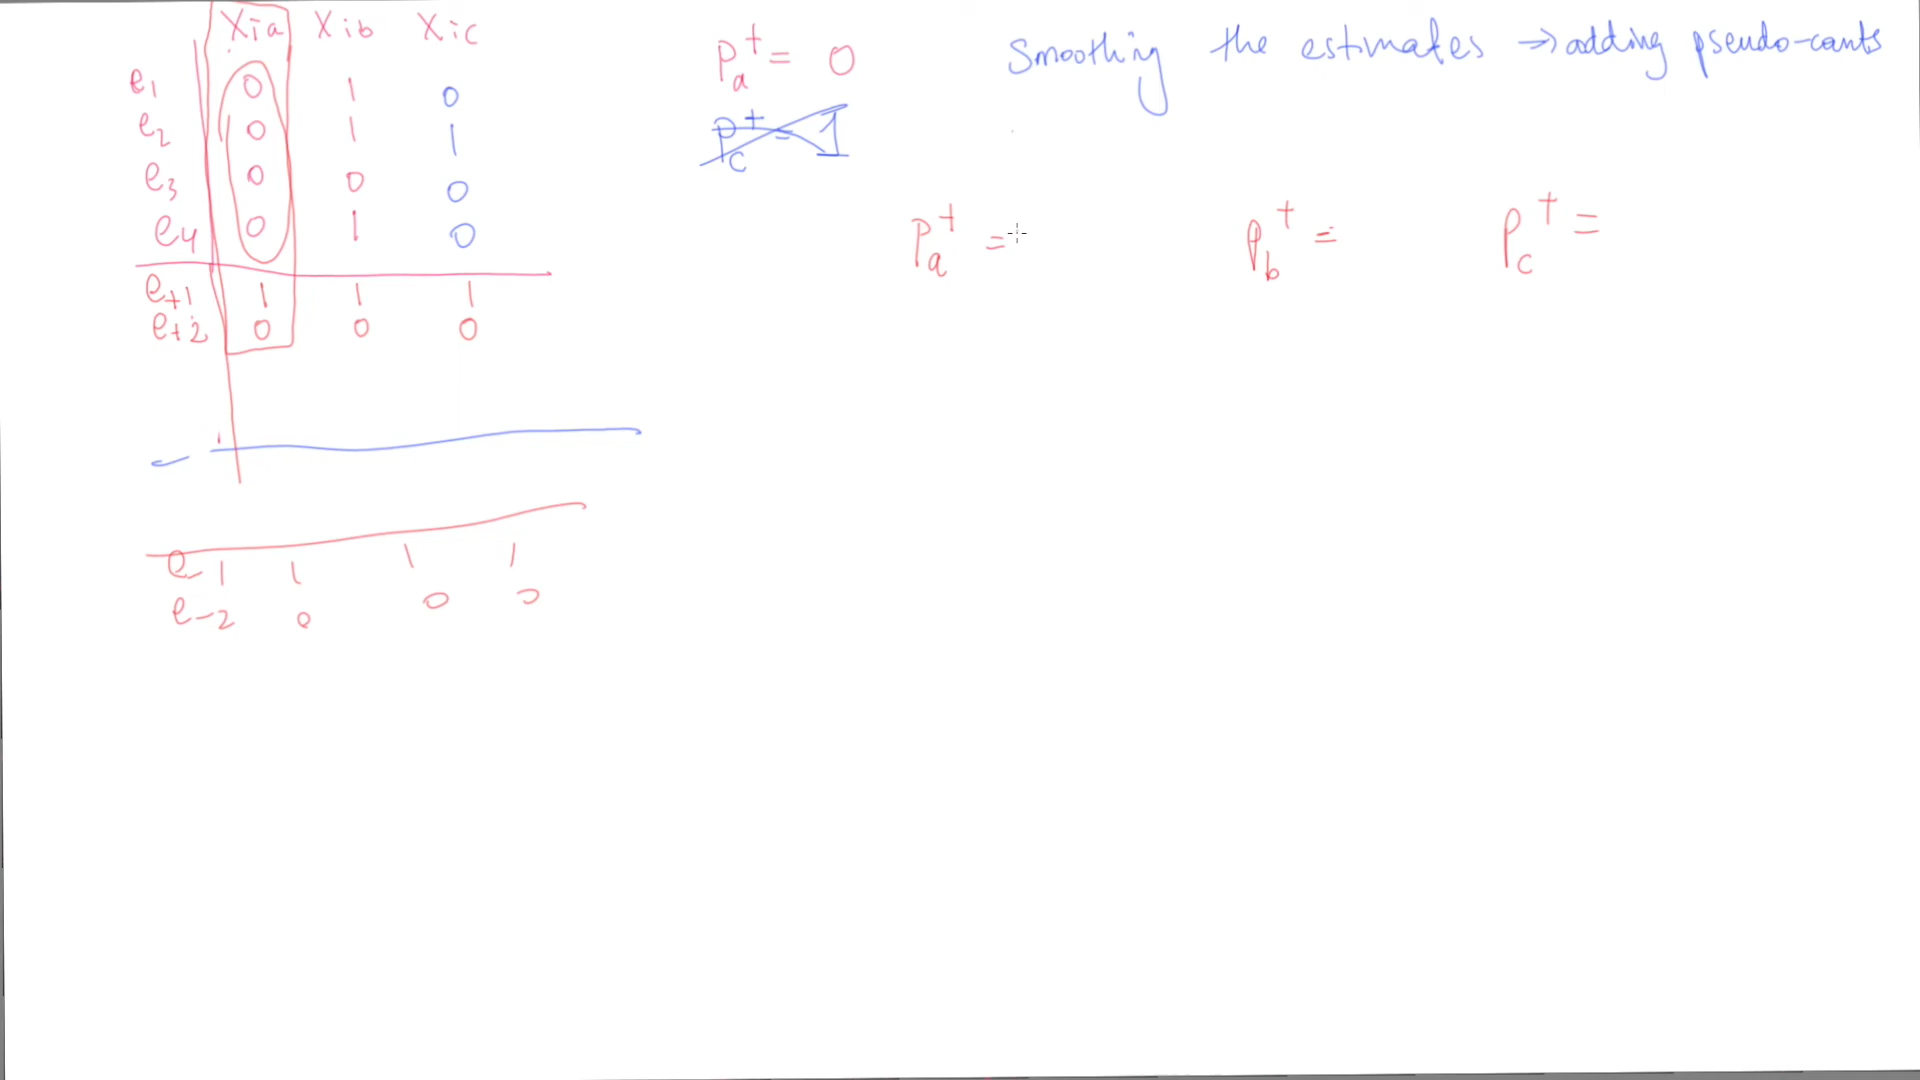 Xia Xib Xic
e1 0 1 0
e2 0 1 1
e3 0 0 0
e4 0 1 0
e+1 1 1 1
e+2 0 0 0
e-1 1 1 1
e-2 0 0 0
Pa+ = 0
Pc+ = 1
Smoothing the estimates → adding pseudo-counts
Pa+ = Pb+ = Pc+ =